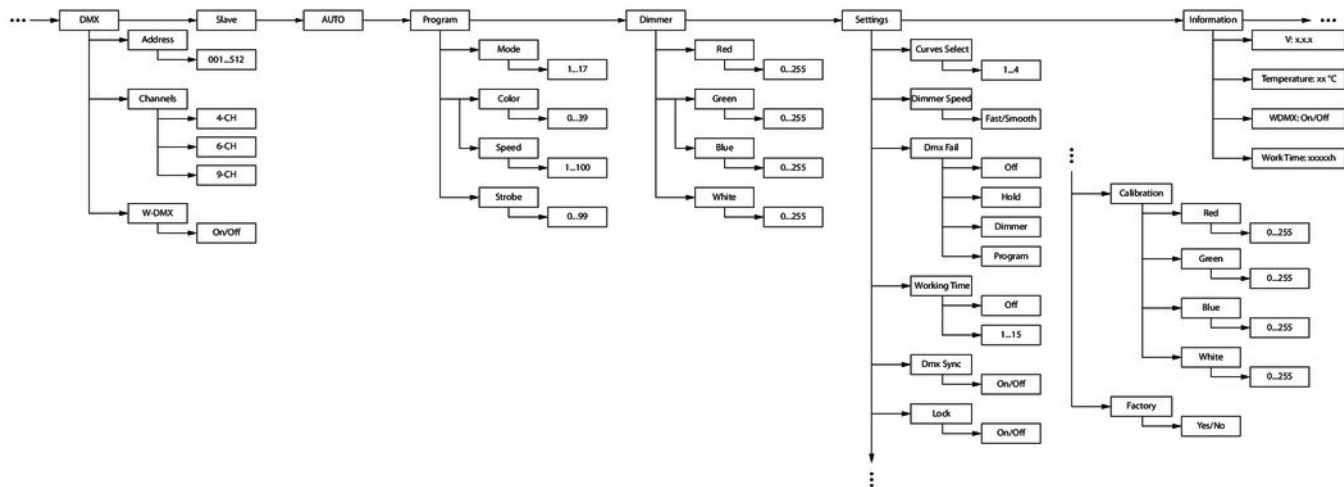 DMX
Slave
AUTO
Program
Dimmer
Settings
Information
Address
001...512
Channels
4-CH
6-CH
9-CH
W-DMX
On/Off
Mode
1...17
Color
0...39
Speed
1...100
Strobe
0...99
Red
0...255
Green
0...255
Blue
0...255
White
0...255
Curves Select
1...4
Dimmer Speed
Fast/Smooth
Dmx Fail
Off
Hold
Dimmer
Program
Working Time
Off
1...15
Dmx Sync
On/Off
Lock
On/Off
Calibration
Red
0...255
Green
0...255
Blue
0...255
White
0...255
Factory
Yes/No
V: x.x.x
Temperature: xx °C
WDMX: On/Off
Work Time: xxxxxh